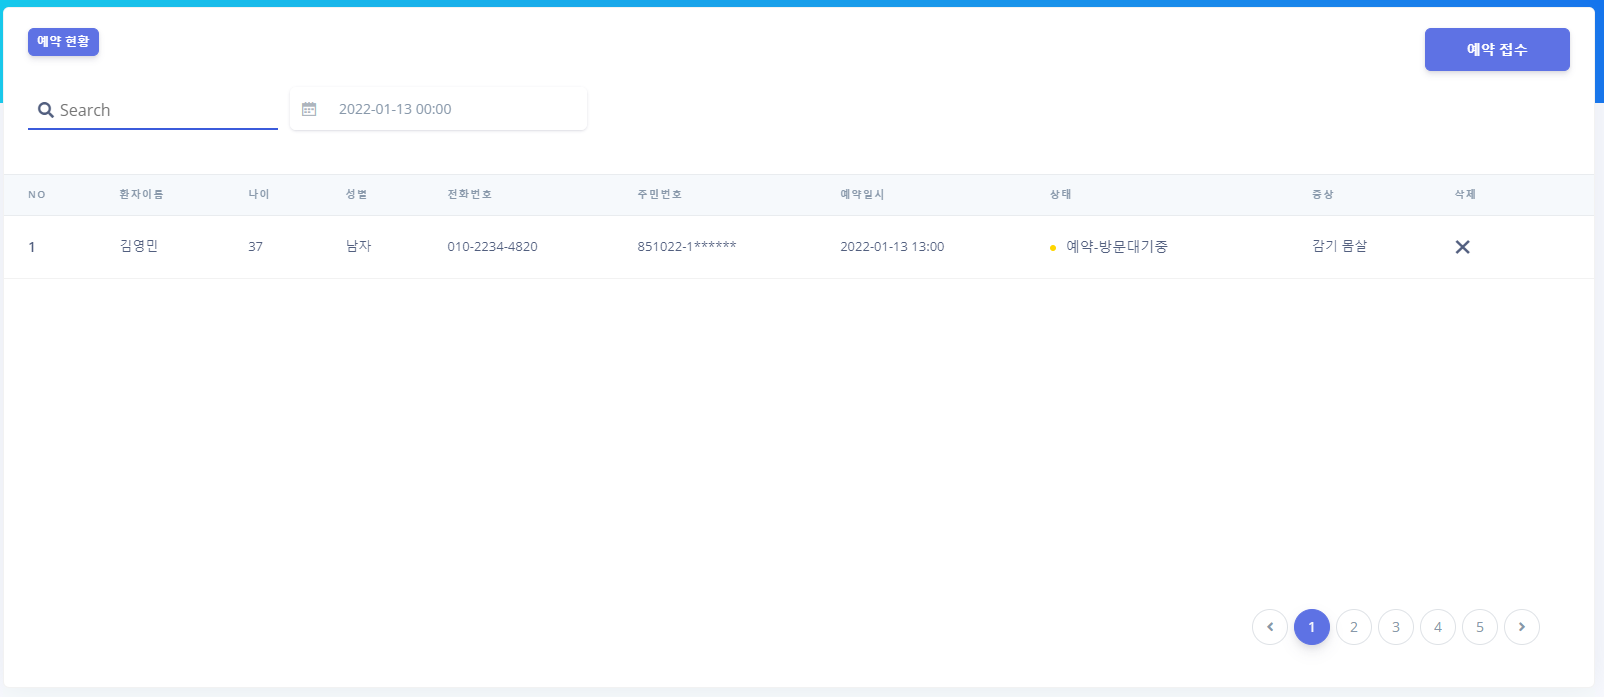 예약 현황
예약 접수
Search
2022-01-13 00:00
NO 환자이름 나이 성별 전화번호 주민번호 예약일시 상태 증상 삭제
1 김영민 37 남자 010-2234-4820 851022-1****** 2022-01-13 13:00 예약-방문대기중 감기 몸살
1 2 3 4 5